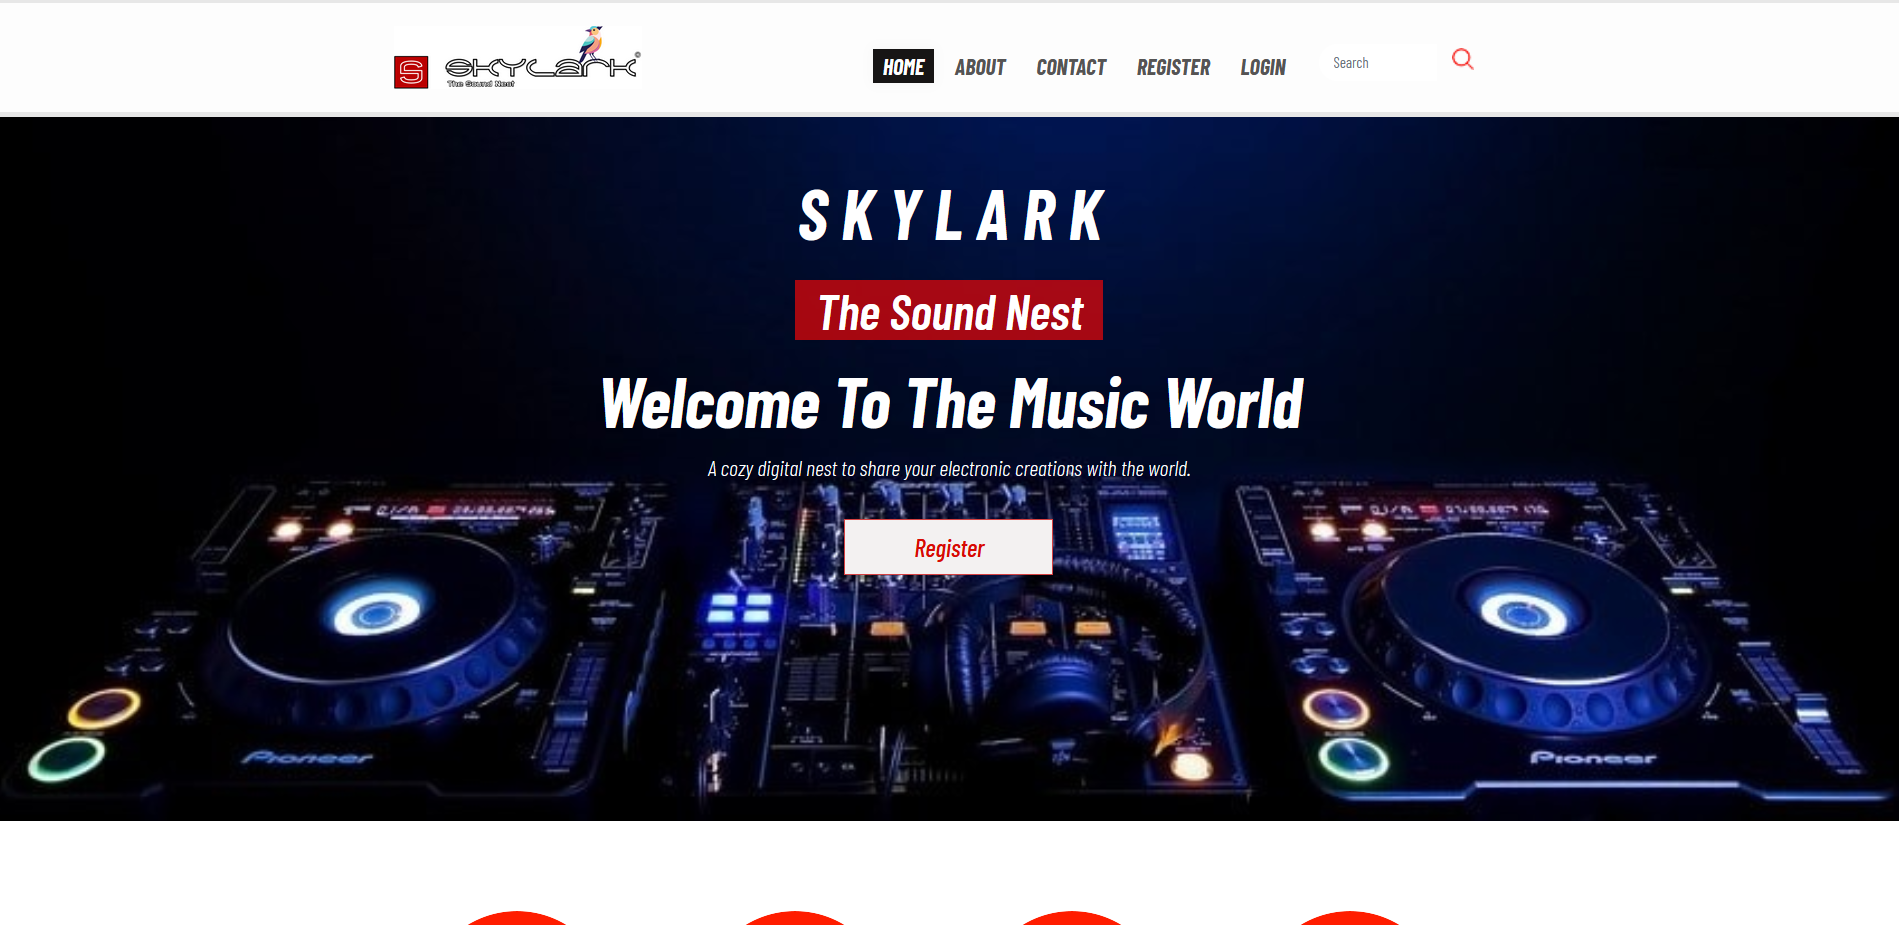 S SKYLARK ©
The Sound Nest
HOME ABOUT CONTACT REGISTER LOGIN Search
SKYLARK
The Sound Nest
Welcome To The Music World
A cozy digital nest to share your electronic creations with the world.
Register
Pioneer
Pioneer